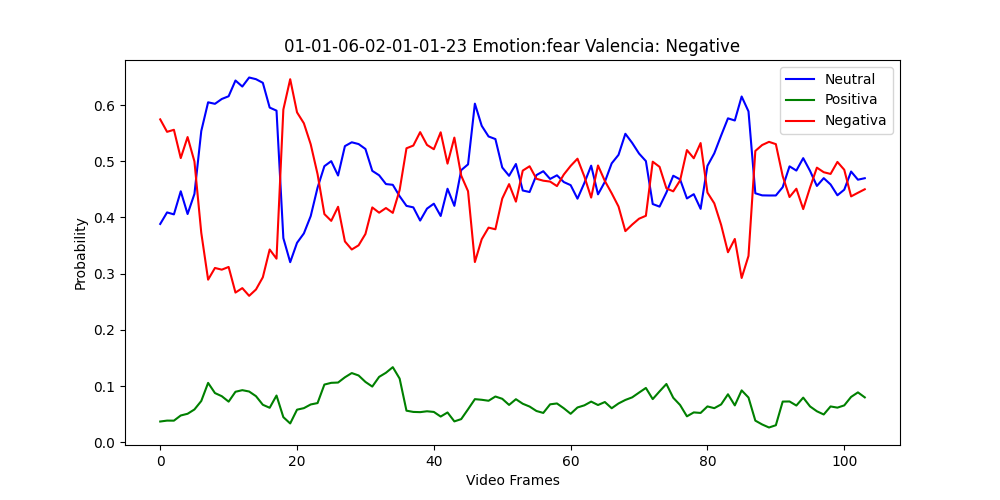 01-01-06-02-01-01-23 Emotion:fear Valencia: Negative
Neutral
Positiva
Negativa
Probability
0.6
0.5
0.4
0.3
0.2
0.1
0.0
0 20 40 60 80 100
Video Frames